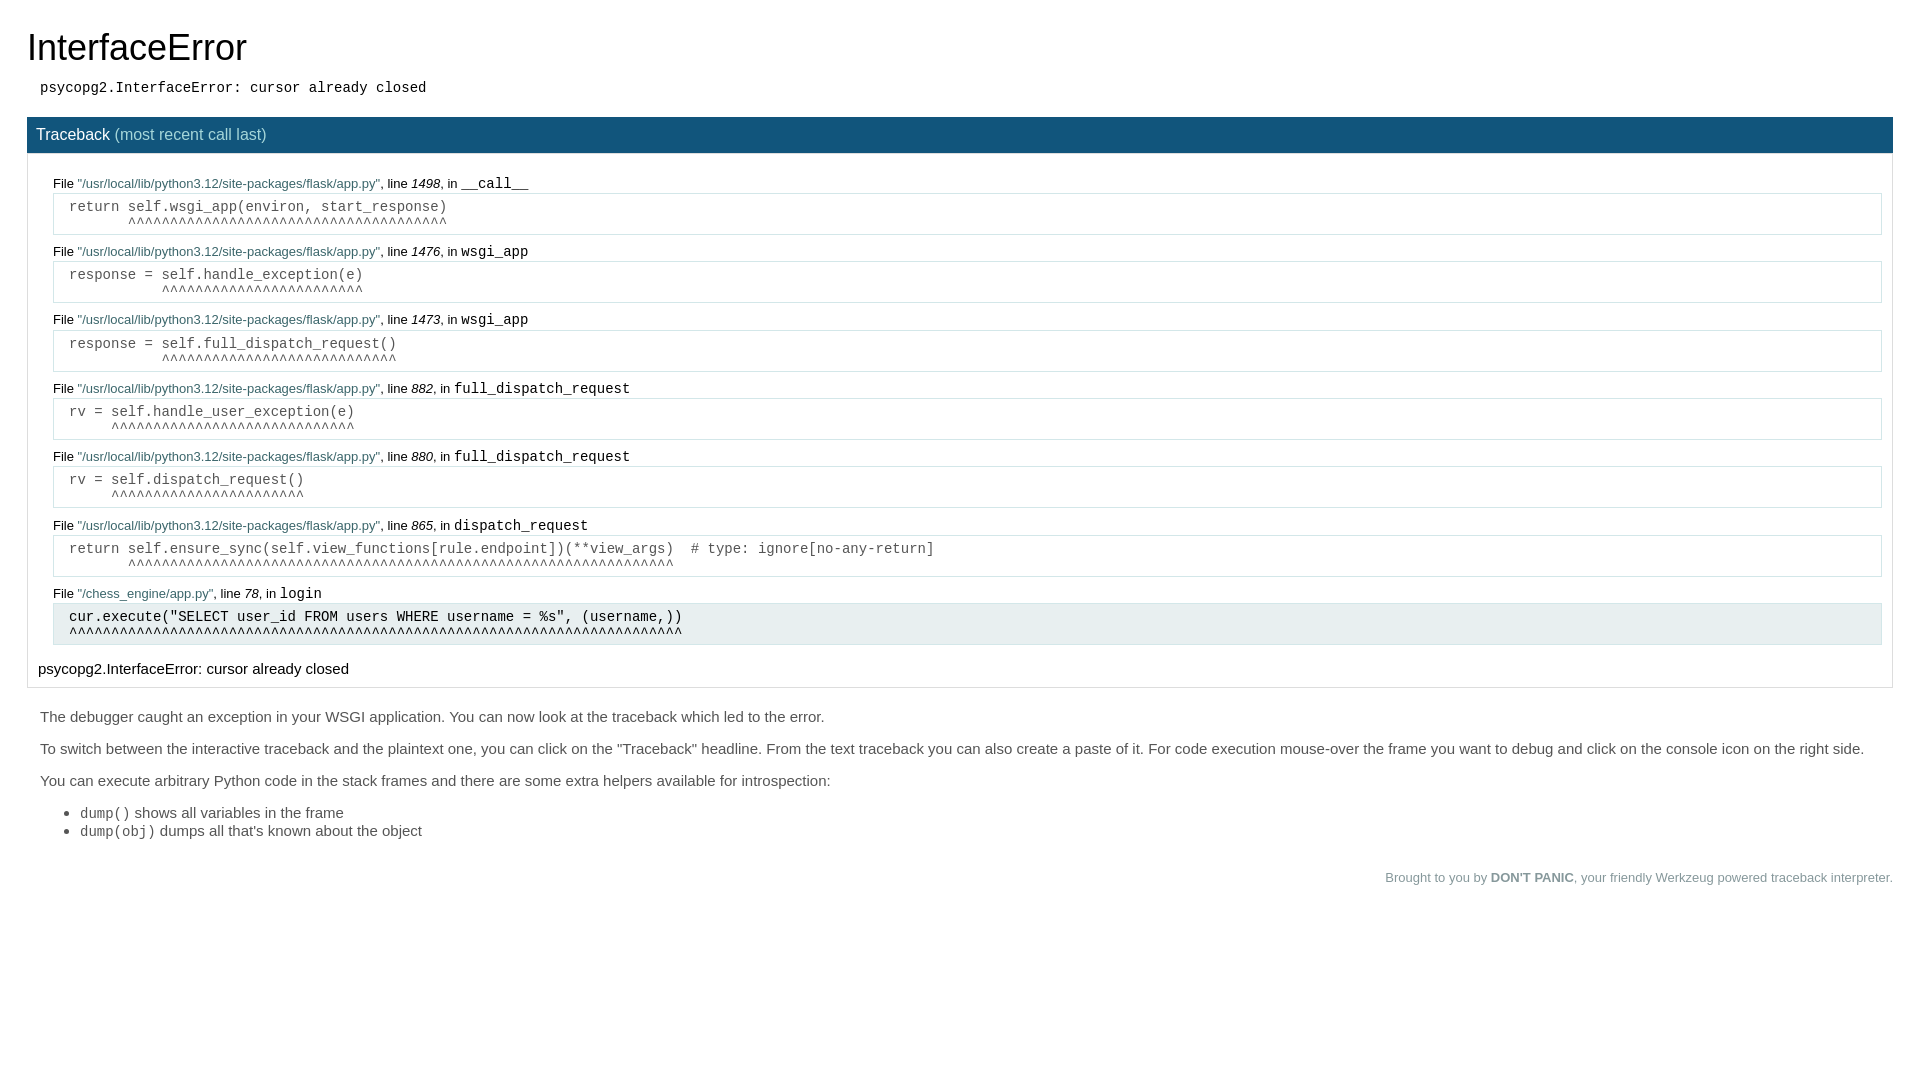 InterfaceError
psycopg2.InterfaceError: cursor already closed
Traceback (most recent call last)
File "/usr/local/lib/python3.12/site-packages/flask/app.py", line 1498, in __call__
return self.wsgi_app(environ, start_response)
^^^^^^^^^^^^^^^^^^^^^^^^^^^^^^^^^^^^^^
File "/usr/local/lib/python3.12/site-packages/flask/app.py", line 1476, in wsgi_app
response = self.handle_exception(e)
^^^^^^^^^^^^^^^^^^^^^^^^
File "/usr/local/lib/python3.12/site-packages/flask/app.py", line 1473, in wsgi_app
response = self.full_dispatch_request()
^^^^^^^^^^^^^^^^^^^^^^^^^^^^
File "/usr/local/lib/python3.12/site-packages/flask/app.py", line 882, in full_dispatch_request
rv = self.handle_user_exception(e)
^^^^^^^^^^^^^^^^^^^^^^^^^^^^^
File "/usr/local/lib/python3.12/site-packages/flask/app.py", line 880, in full_dispatch_request
rv = self.dispatch_request()
^^^^^^^^^^^^^^^^^^^^^^^
File "/usr/local/lib/python3.12/site-packages/flask/app.py", line 865, in dispatch_request
return self.ensure_sync(self.view_functions[rule.endpoint])(**view_args)  # type: ignore[no-any-return]
^^^^^^^^^^^^^^^^^^^^^^^^^^^^^^^^^^^^^^^^^^^^^^^^^^^^^^^^^^^^^^^^^
File "/chess_engine/app.py", line 78, in login
cur.execute("SELECT user_id FROM users WHERE username = %s", (username,))
^^^^^^^^^^^^^^^^^^^^^^^^^^^^^^^^^^^^^^^^^^^^^^^^^^^^^^^^^^^^^^^^^^^^^^^^^
psycopg2.InterfaceError: cursor already closed
The debugger caught an exception in your WSGI application. You can now look at the traceback which led to the error.
To switch between the interactive traceback and the plaintext one, you can click on the "Traceback" headline. From the text traceback you can also create a paste of it. For code execution mouse-over the frame you want to debug and click on the console icon on the right side.
You can execute arbitrary Python code in the stack frames and there are some extra helpers available for introspection:
• dump() shows all variables in the frame
• dump(obj) dumps all that's known about the object
Brought to you by DON'T PANIC, your friendly Werkzeug powered traceback interpreter.